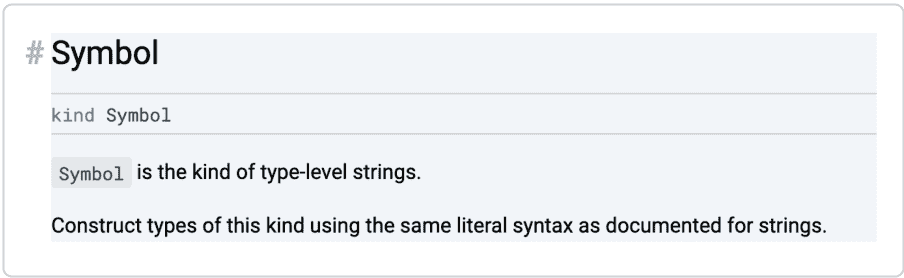 # Symbol
kind Symbol
Symbol is the kind of type-level strings.
Construct types of this kind using the same literal syntax as documented for strings.